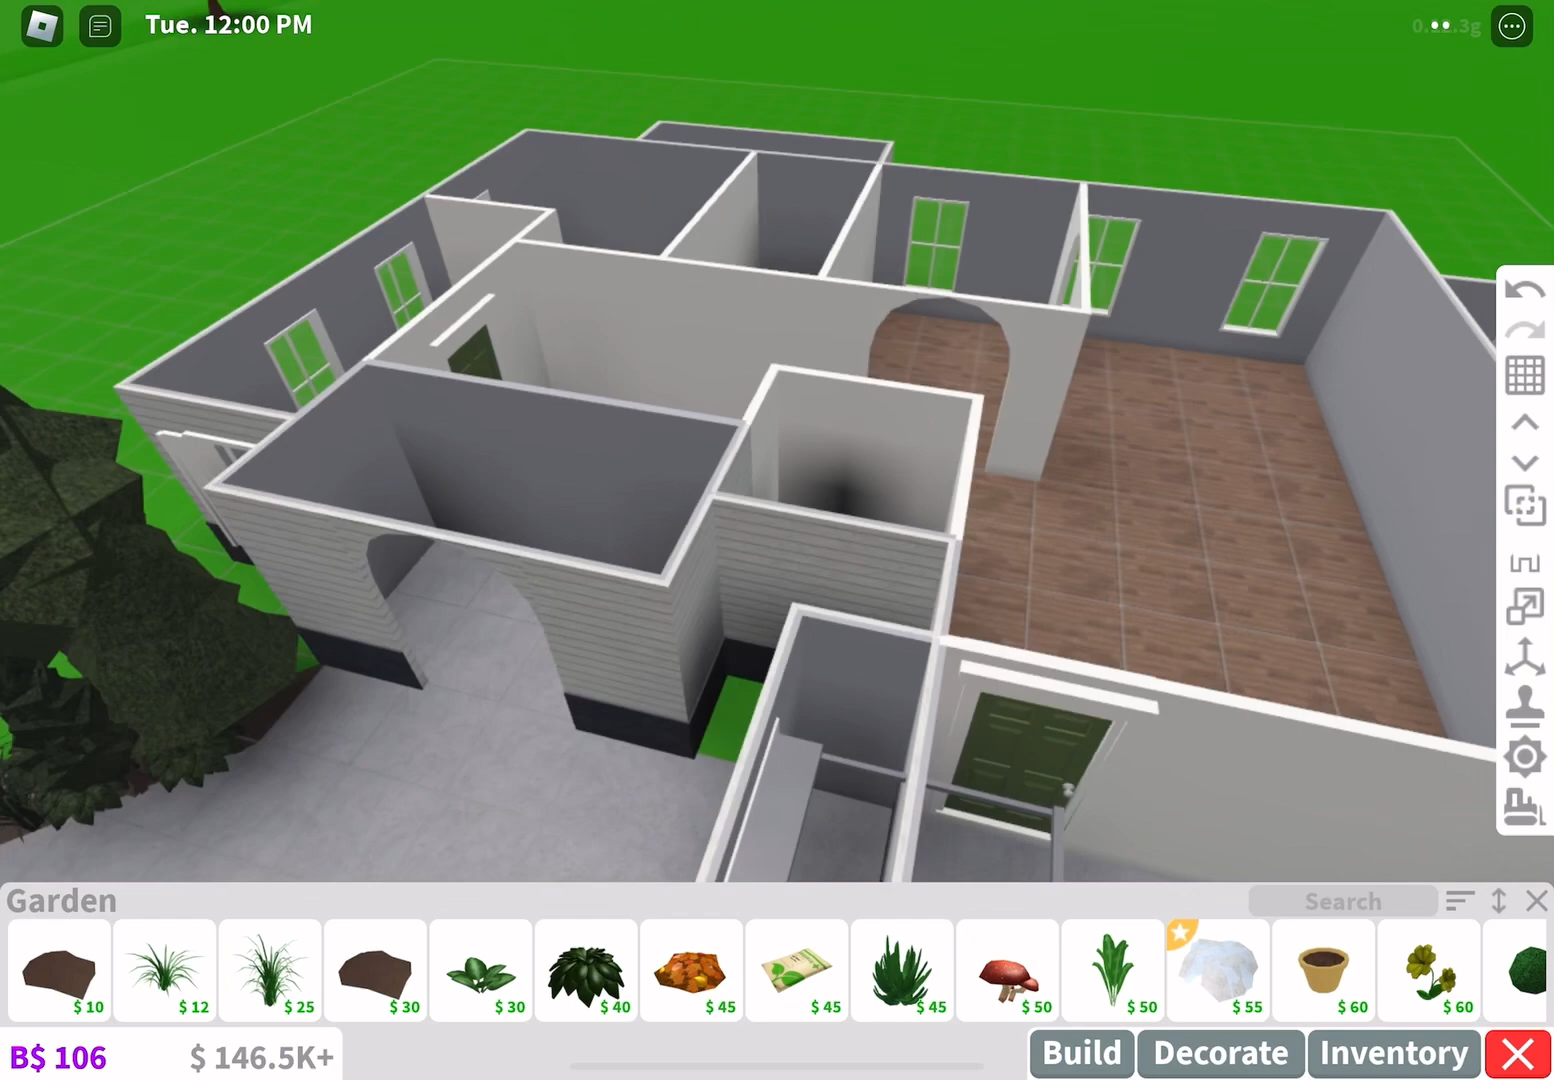 Tue. 12:00 PM
Garden
Search
$ 10
$ 12
$ 25
$ 30
$ 30
$ 40
$ 45
$ 45
$ 45
$ 50
$ 50
$ 55
$ 60
$ 60
B$ 106
$ 146.5K+
Build
Decorate
Inventory